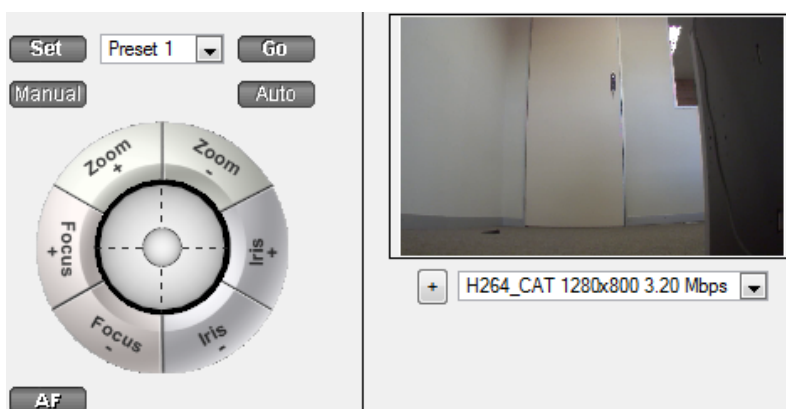 Set Preset 1 Go
Manual Auto
Zoom + Zoom -
Focus + Iris +
Focus - Iris -
AF
+ H264_CAT 1280x800 3.20 Mbps